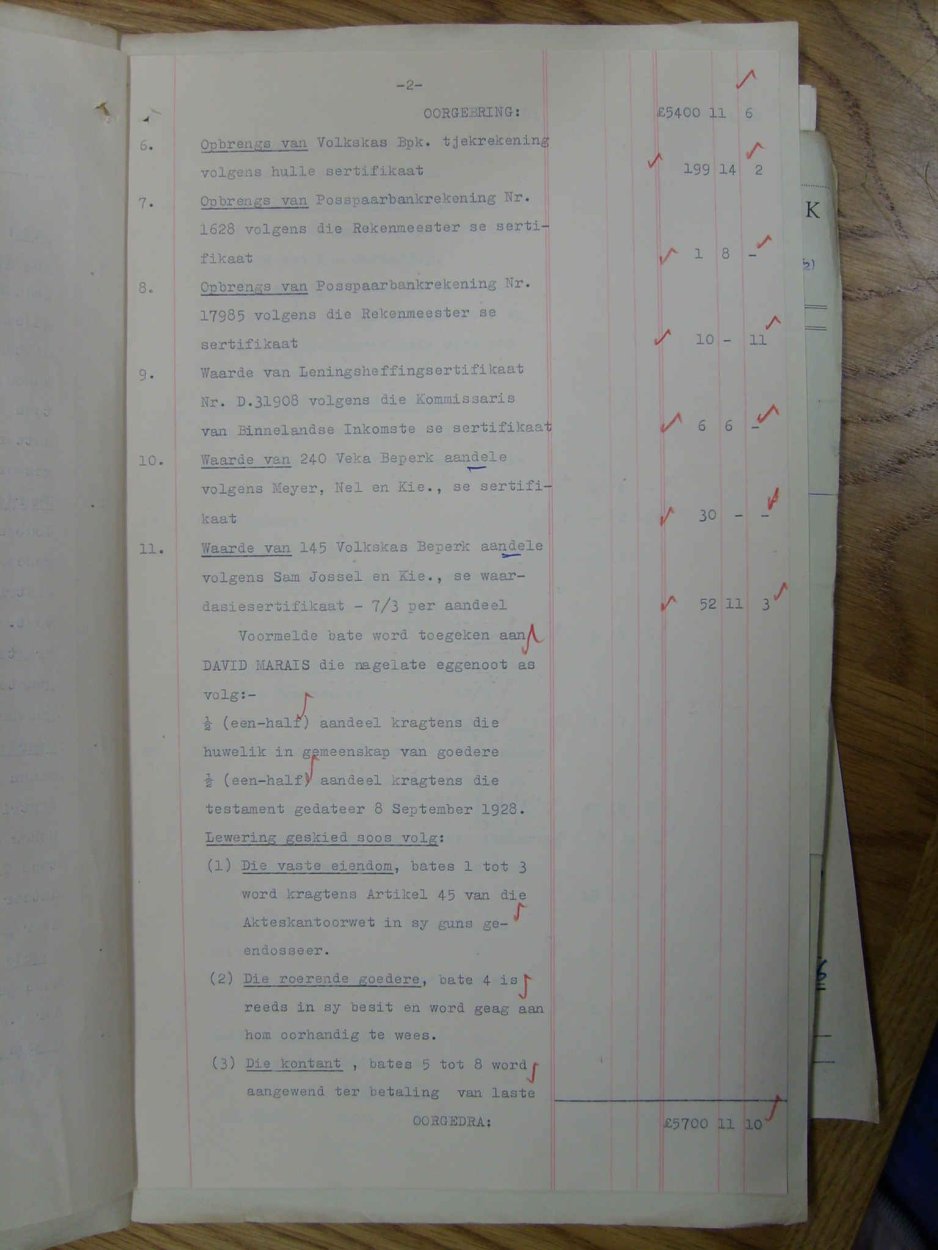 -2-
OORGEBRING: £5400 11 6
6. Opbrengs van Volkskas Bpk. tjekrekening
volgens hulle sertifikaat 199 14 2
7. Opbrengs van Posspaarbankrekening Nr.
1628 volgens die Rekenmeester se serti-
fikaat 1 8 -
8. Opbrengs van Posspaarbankrekening Nr.
17985 volgens die Rekenmeester se
sertifikaat 10 - 11
9. Waarde van Leningsheffingsertifikaat
Nr. D.31908 volgens die Kommissaris
van Binnelandse Inkomste se sertifikaat 6 6 -
10. Waarde van 240 Veka Beperk aandele
volgens Meyer, Nel en Kie., se sertifi-
kaat 30 - -
11. Waarde van 145 Volkskas Beperk aandele
volgens Sam Jossel en Kie., se waar-
dasiesertifikaat - 7/3 per aandeel 52 11 3
Voormelde bate word toegeken aan
DAVID MARAIS die nagelate eggenoot as
volg:-
½ (een-half) aandeel kragtens die
huwelik in gemeenskap van goedere
½ (een-half) aandeel kragtens die
testament gedateer 8 September 1928.
Lewering geskied soos volg:
(1) Die vaste eiendom, bates 1 tot 3
word kragtens Artikel 45 van die
Akteskantoorwet in sy guns ge-
endosseer.
(2) Die roerende goedere, bate 4 is
reeds in sy besit en word geag aan
hom oorhandig te wees.
(3) Die kontant , bates 5 tot 8 word
aangewend ter betaling van laste
OORGEDRA: £5700 11 10
K